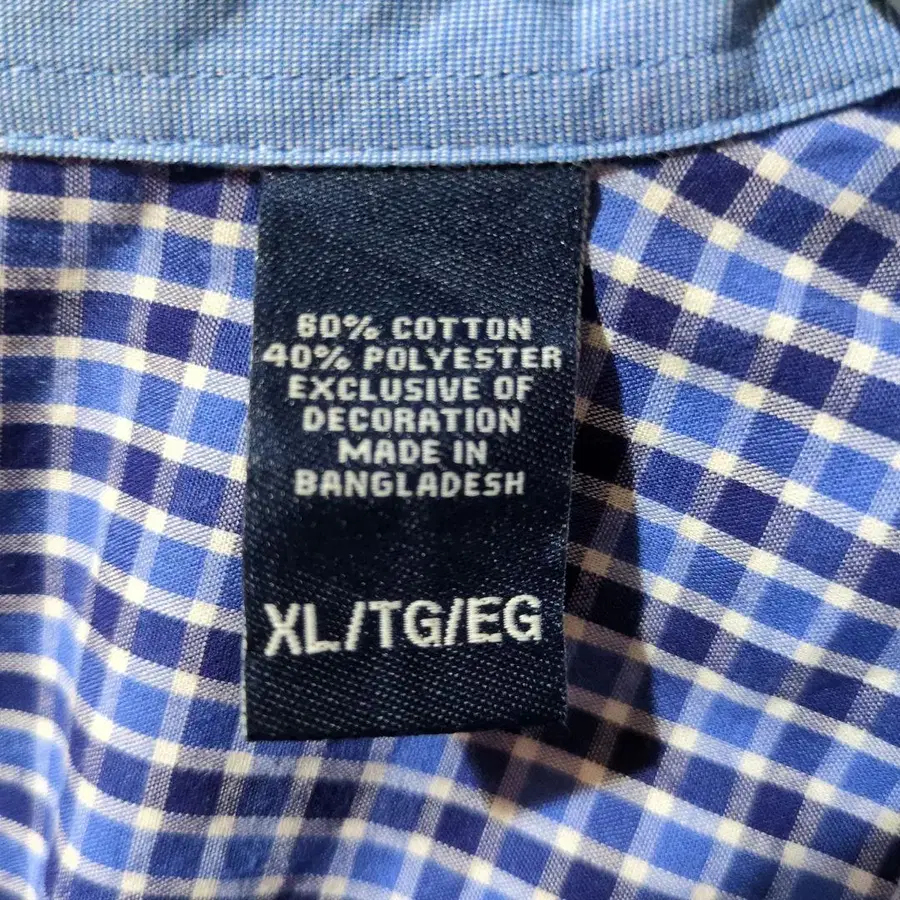 60% COTTON
40% POLYESTER
EXCLUSIVE OF
DECORATION
MADE IN
BANGLADESH
XL/TG/EG